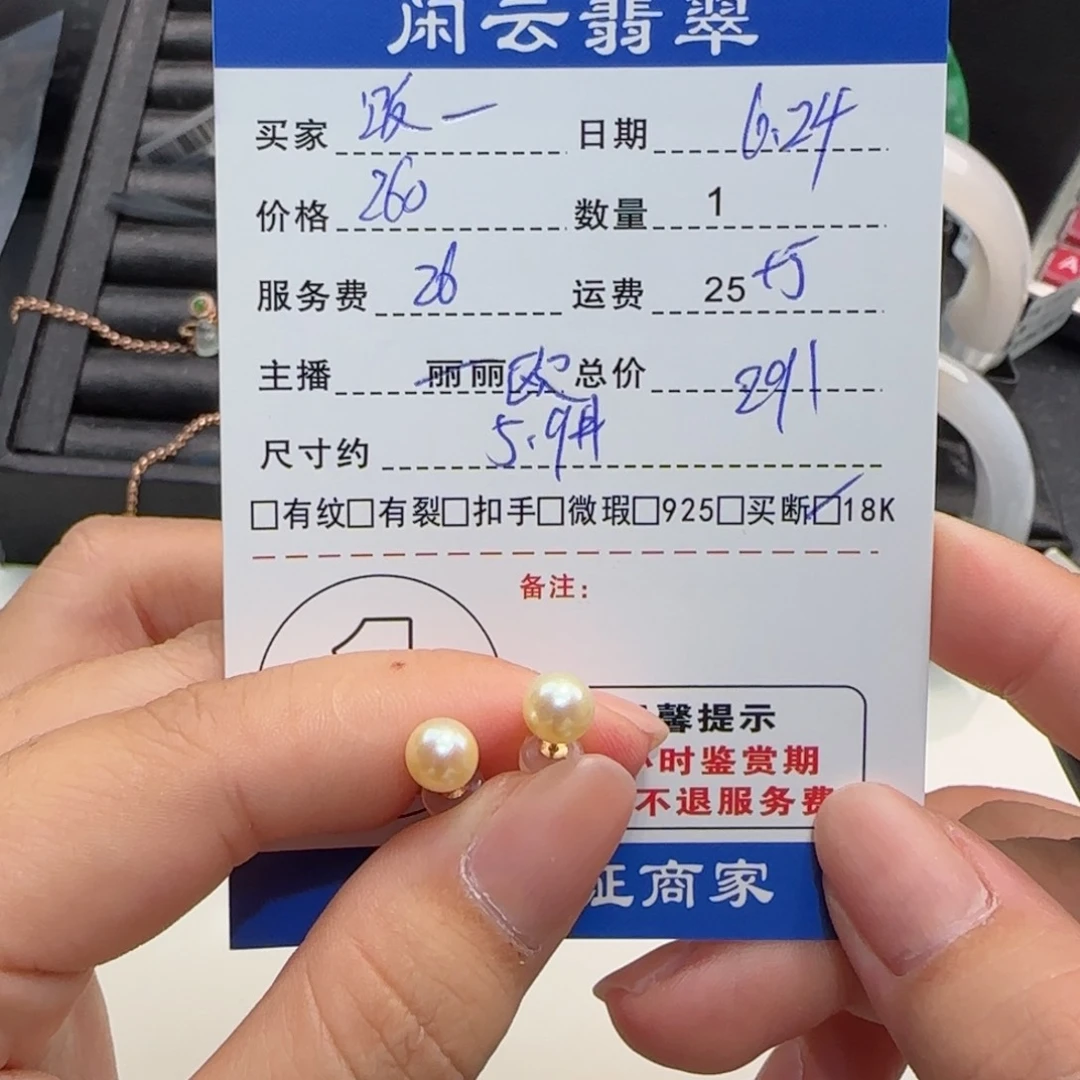 闲云翡翠
买家 一 日期 6.24
价格 260 数量 1
服务费 26 运费 25 +5
主播 丽丽 欧 总价 291
尺寸约 5.9
□有纹□有裂□扣手□微瑕□925□买断□18K
备注：
1
馨提示
小时鉴赏期
不退服务费
证商家
A